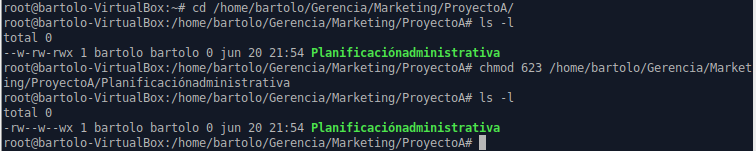 root@bartolo-VirtualBox:~# cd /home/bartolo/Gerencia/Marketing/ProyectoA/
root@bartolo-VirtualBox:/home/bartolo/Gerencia/Marketing/ProyectoA# ls -l
total 0
--w-rw-rwx 1 bartolo bartolo 0 jun 20 21:54 Planificaciónadministrativa
root@bartolo-VirtualBox:/home/bartolo/Gerencia/Marketing/ProyectoA# chmod 623 /home/bartolo/Gerencia/Market
ing/ProyectoA/Planificaciónadministrativa
root@bartolo-VirtualBox:/home/bartolo/Gerencia/Marketing/ProyectoA# ls -l
total 0
-rw--w--wx 1 bartolo bartolo 0 jun 20 21:54 Planificaciónadministrativa
root@bartolo-VirtualBox:/home/bartolo/Gerencia/Marketing/ProyectoA#